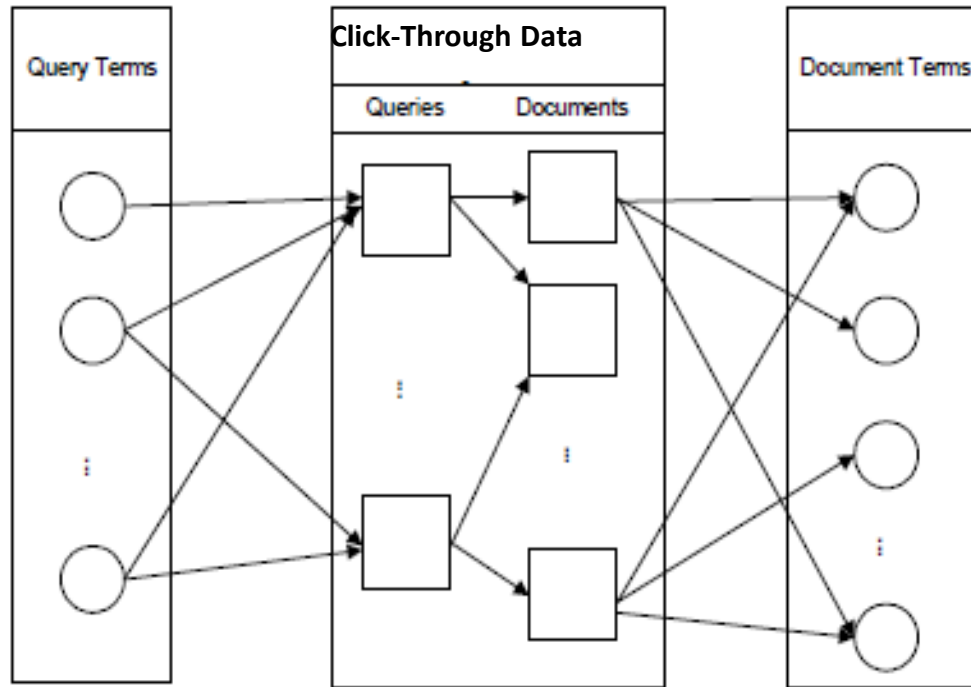 Click-Through Data
Query Terms
Document Terms
Queries
Documents
...
...
...
...